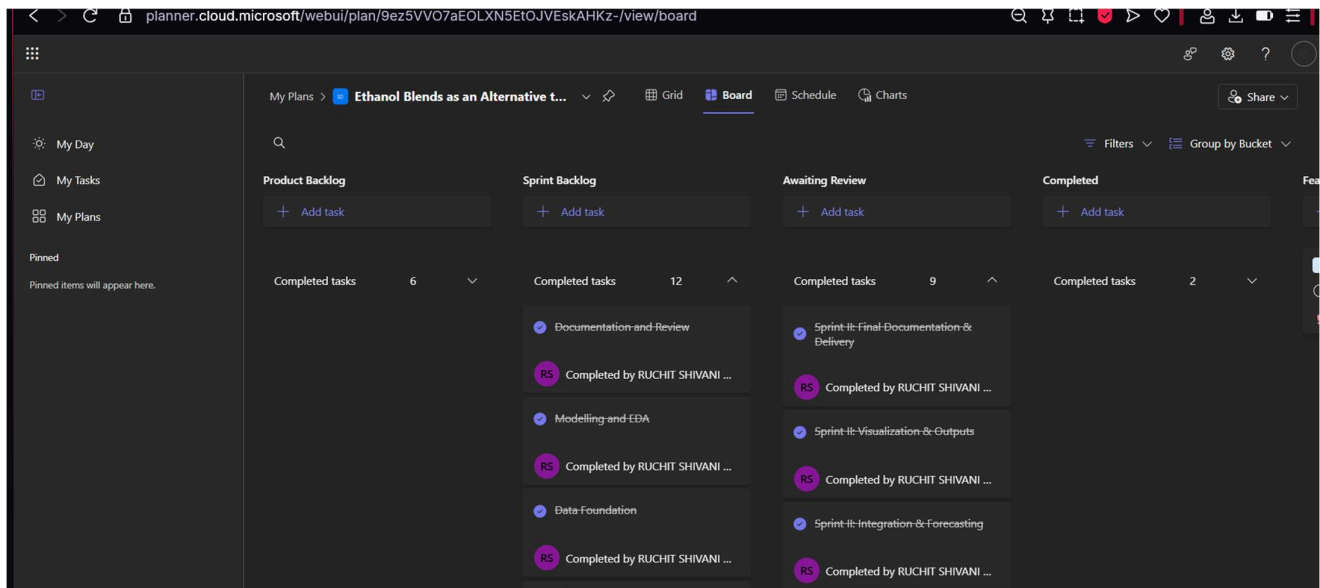 planner.cloud.microsoft/webui/plan/9ez5VVO7aEOLXN5EtOJVEskAHKz-/view/board
My Plans > Ethanol Blends as an Alternative t...
Grid
Board
Schedule
Charts
Share
My Day
My Tasks
My Plans
Pinned
Pinned items will appear here.
Filters
Group by Bucket
Product Backlog
+ Add task
Completed tasks 6
Sprint Backlog
+ Add task
Completed tasks 12
Documentation and Review
RS Completed by RUCHIT SHIVANI ...
Modelling and EDA
RS Completed by RUCHIT SHIVANI ...
Data Foundation
RS Completed by RUCHIT SHIVANI ...
Awaiting Review
+ Add task
Completed tasks 9
Sprint II: Final Documentation &
Delivery
RS Completed by RUCHIT SHIVANI ...
Sprint II: Visualization & Outputs
RS Completed by RUCHIT SHIVANI ...
Sprint II: Integration & Forecasting
RS Completed by RUCHIT SHIVANI ...
Completed
+ Add task
Completed tasks 2
Fea